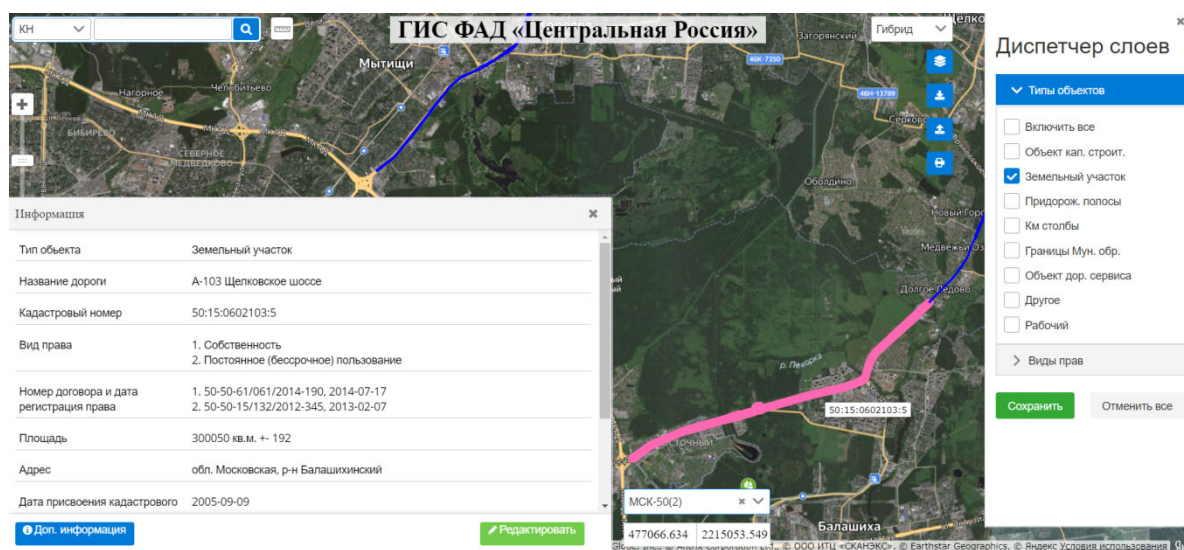 КН
ГИС ФАД «Центральная Россия»
Гибрид
Загорянский
Мытищи
46К-7350
46Н-13789
Нагорное
Челобитьево
МКАД
БИБИРЕВО
СЕВЕРНОЕ
МЕДВЕДКОВО
Оболдино
Медвежьи Оз
Долгое Ледово
р. Пехорка
50:15:0602103:5
Балашиха
Информация
Тип обьекта Земельный участок
Название дороги А-103 Щелковское шоссе
Кадастровый номер 50:15:0602103:5
Вид права 1. Собственность
2. Постоянное (бессрочное) пользование
Номер договора и дата 1. 50-50-61/061/2014-190, 2014-07-17
регистрация права 2. 50-50-15/132/2012-345, 2013-02-07
Площадь 300050 кв.м. +- 192
Адрес обл. Московская, р-н Балашихинский
Дата присвоения кадастрового 2005-09-09
Доп. информация
Редактировать
МСК-50(2)
477066.634 2215053.549
© ООО ИТЦ «СКАНЭКС», © Earthstar Geographics, © Яндекс Условия использования
Диспетчер слоев
Типы объектов
Включить все
Объект кап. строит.
Земельный участок
Придорож. полосы
Км столбы
Границы Мун. обр.
Объект дор. сервиса
Другое
Рабочий
Виды прав
Сохранить
Отменить все